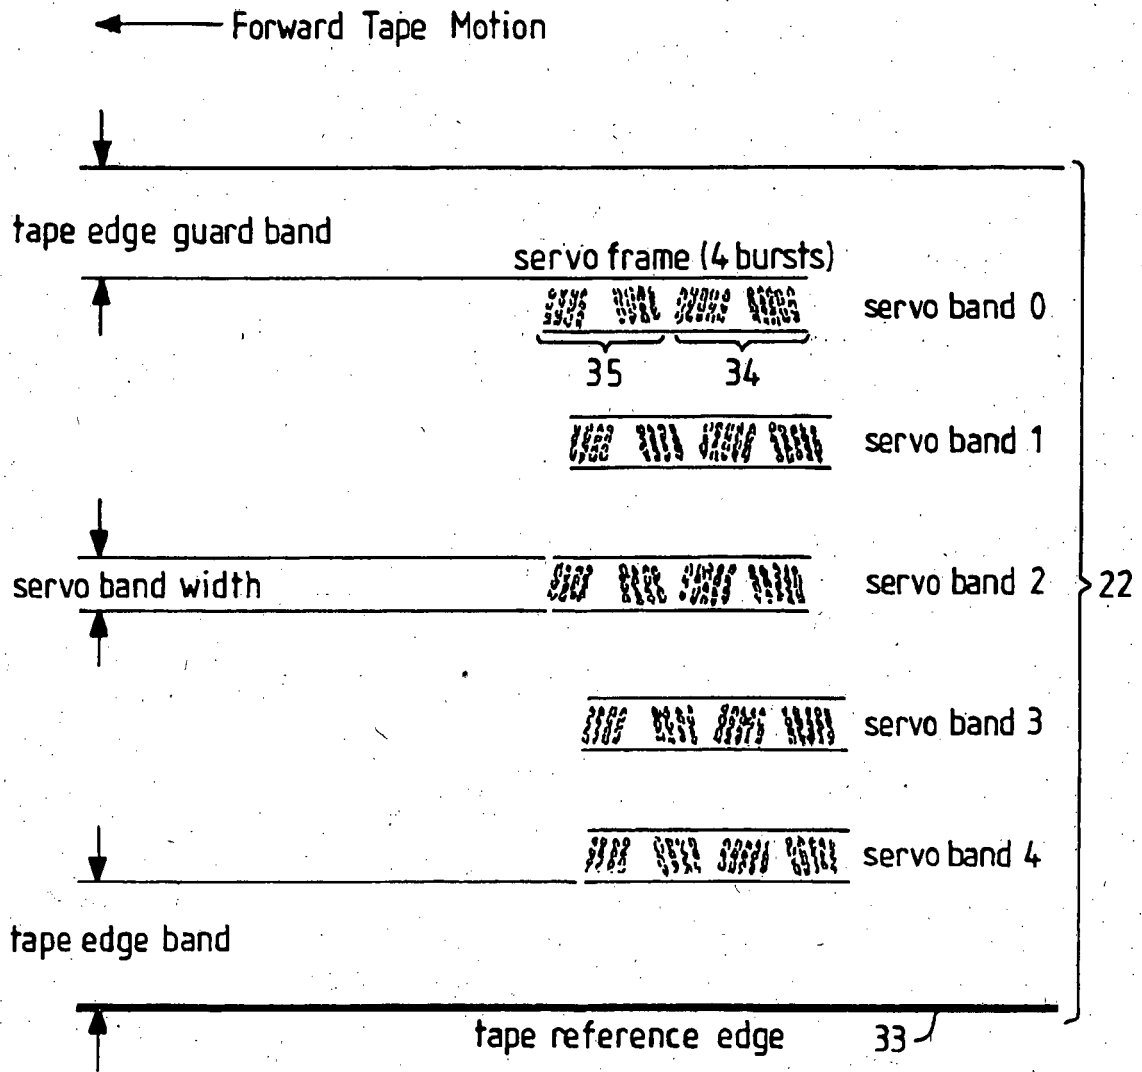 Forward Tape Motion
tape edge guard band
servo frame (4 bursts)
servo band 0
35 34
servo band 1
servo band width
servo band 2
22
servo band 3
servo band 4
tape edge band
tape reference edge 33